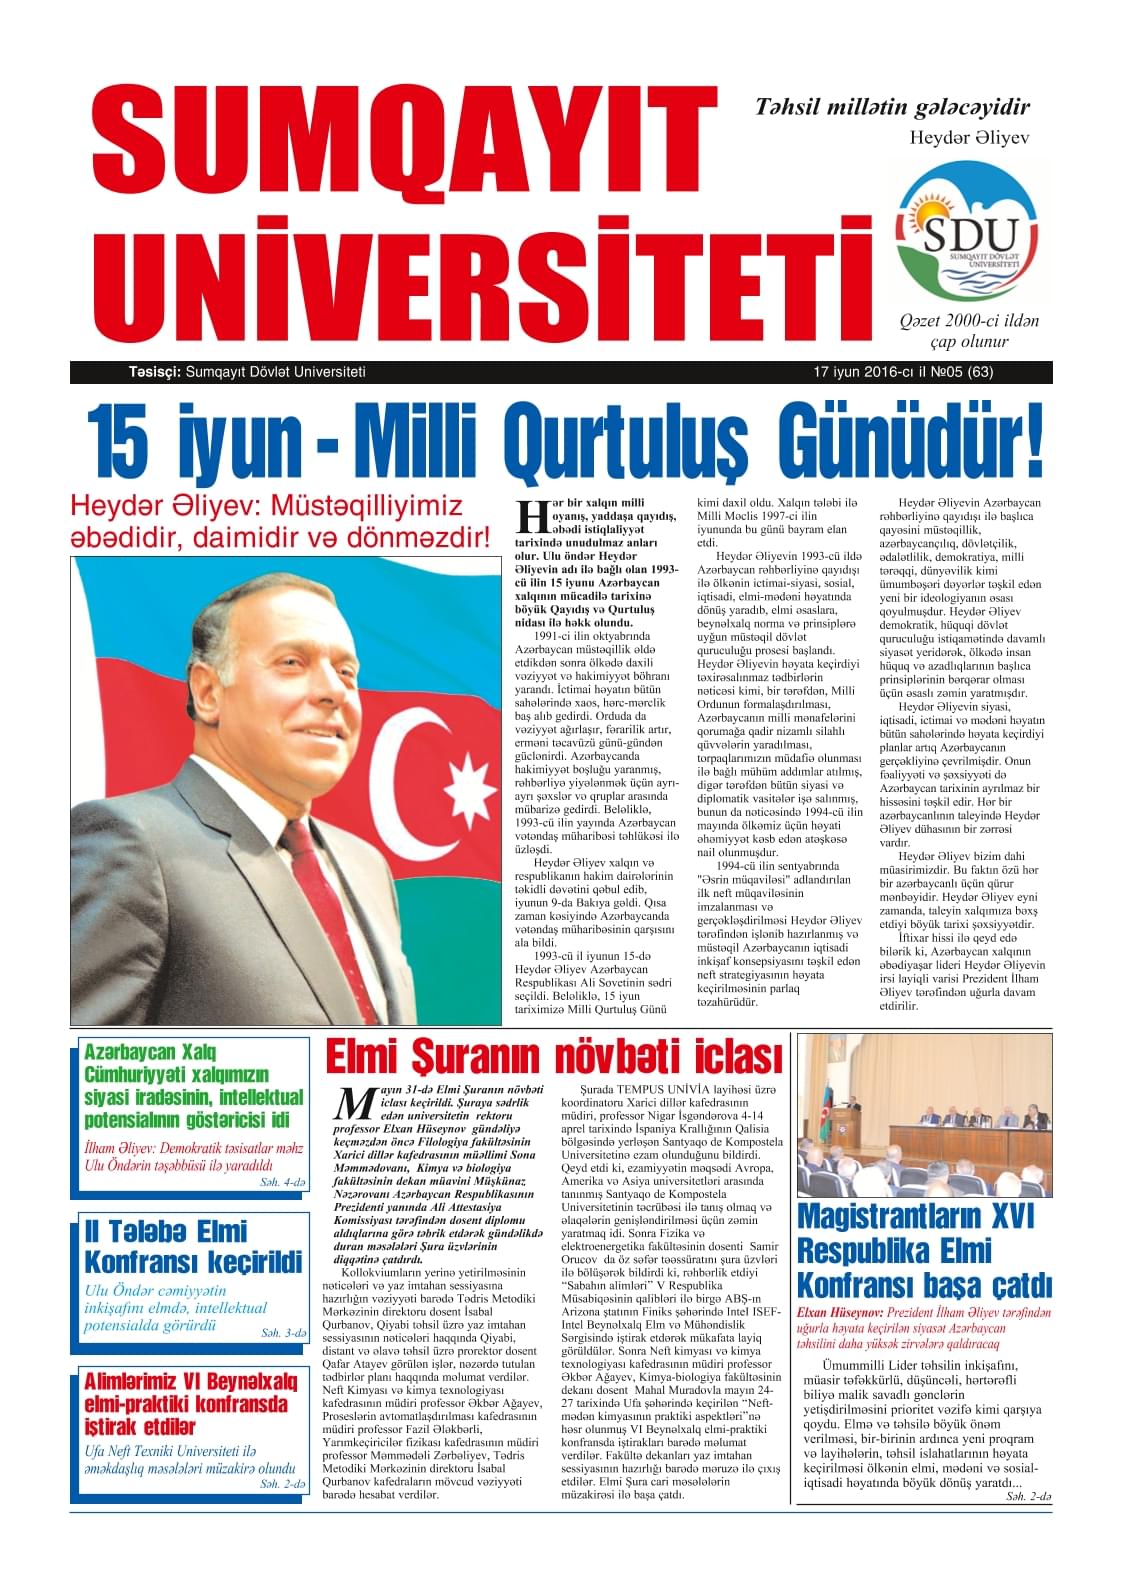 SUMQAYIT
UNİVERSİTETİ
Təhsil millətin gələcəyidir
Heydər Əliyev
SDU
SUMQAYIT DÖVLƏT
UNİVERSİTETİ
Qəzet 2000-ci ildən
çap olunur
Təsisçi: Sumqayıt Dövlət Universiteti
17 iyun 2016-cı il №05 (63)
15 iyun - Milli Qurtuluş Günüdür!
Heydər Əliyev: Müstəqilliyimiz
əbədidir, daimidir və dönməzdir!
Hər bir xalqın milli
oyanış, yaddaşa qayıdış,
əbədi istiqlaliyyət
tarixində unudulmaz anları
olur. Ulu öndər Heydər
Əliyevin adı ilə bağlı olan 1993-
cü ilin 15 iyunu Azərbaycan
xalqının mücadilə tarixinə
böyük Qayıdış və Qurtuluş
nidası ilə həkk olundu.
1991-ci ilin oktyabrında
Azərbaycan müstəqillik əldə
etdikdən sonra ölkədə daxili
vəziyyət və hakimiyyət böhranı
yarandı. İctimai həyatın bütün
sahələrində xaos, hərc-mərclik
baş alıb gedirdi. Orduda da
vəziyyət ağırlaşır, fərarilik artır,
erməni təcavüzü günü-gündən
güclənirdi. Azərbaycanda
hakimiyyət boşluğu yaranmış,
rəhbərliyə yiyələnmək üçün ayrı-
ayrı şəxslər və qruplar arasında
mübarizə gedirdi. Beləliklə,
1993-cü ilin yayında Azərbaycan
vətəndaş müharibəsi təhlükəsi ilə
üzləşdi.
Heydər Əliyev xalqın və
respublikanın hakim dairələrinin
təkidli dəvətini qəbul edib,
iyunun 9-da Bakıya gəldi. Qısa
zaman kəsiyində Azərbaycanda
vətəndaş müharibəsinin qarşısını
ala bildi.
1993-cü il iyunun 15-də
Heydər Əliyev Azərbaycan
Respublikası Ali Sovetinin sədri
seçildi. Beləliklə, 15 iyun
tariximizə Milli Qurtuluş Günü
kimi daxil oldu. Xalqın tələbi ilə
Milli Məclis 1997-ci ilin
iyununda bu günü bayram elan
etdi.
Heydər Əliyevin 1993-cü ildə
Azərbaycan rəhbərliyinə qayıdışı
ilə ölkənin ictimai-siyasi, sosial,
iqtisadi, elmi-mədəni həyatında
dönüş yaradıb, elmi əsaslara,
beynəlxalq norma və prinsiplərə
uyğun müstəqil dövlət
quruculuğu prosesi başlandı.
Heydər Əliyevin həyata keçirdiyi
təxirəsalınmaz tədbirlərin
nəticəsi kimi, bir tərəfdən, Milli
Ordunun formalaşdırılması,
Azərbaycanın milli mənafelərini
qorumağa qadir nizamlı silahlı
qüvvələrin yaradılması,
torpaqlarımızın müdafiə olunması
ilə bağlı mühüm addımlar atılmış,
digər tərəfdən bütün siyasi və
diplomatik vasitələr işə salınmış,
bunun da nəticəsində 1994-cü ilin
mayında ölkəmiz üçün həyati
əhəmiyyət kəsb edən atəşkəsə
nail olunmuşdur.
1994-cü ilin sentyabrında
"Əsrin müqaviləsi" adlandırılan
ilk neft müqaviləsinin
imzalanması və
gerçəkləşdirilməsi Heydər Əliyev
tərəfindən işlənib hazırlanmış və
müstəqil Azərbaycanın iqtisadi
inkişaf konsepsiyasını təşkil edən
neft strategiyasının həyata
keçirilməsinin parlaq
təzahürüdür.
Heydər Əliyevin Azərbaycan
rəhbərliyinə qayıdışı ilə başlıca
qayəsini müstəqillik,
azərbaycançılıq, dövlətçilik,
ədalətlilik, demokratiya, milli
tərəqqi, dünyəvilik kimi
ümumbəşəri dəyərlər təşkil edən
yeni bir ideologiyanın əsası
qoyulmuşdur. Heydər Əliyev
demokratik, hüquqi dövlət
quruculuğu istiqamətində davamlı
siyasət yeridərək, ölkədə insan
hüquq və azadlıqlarının başlıca
prinsiplərinin bərqərar olması
üçün əsaslı zəmin yaratmışdır.
Heydər Əliyevin siyasi,
iqtisadi, ictimai və mədəni həyatın
bütün sahələrində həyata keçirdiyi
planlar artıq Azərbaycanın
gerçəkliyinə çevrilmişdir. Onun
fəaliyyəti və şəxsiyyəti də
Azərbaycan tarixinin ayrılmaz bir
hissəsini təşkil edir. Hər bir
azərbaycanlının taleyində Heydər
Əliyev dühasının bir zərrəsi
vardır.
Heydər Əliyev bizim dahi
müasirimizdir. Bu faktın özü hər
bir azərbaycanlı üçün qürur
mənbəyidir. Heydər Əliyev eyni
zamanda, taleyin xalqımıza bəxş
etdiyi böyük tarixi şəxsiyyətdir.
İftixar hissi ilə qeyd edə
bilərik ki, Azərbaycan xalqının
əbədiyaşar lideri Heydər Əliyevin
irsi layiqli varisi Prezident İlham
Əliyev tərəfindən uğurla davam
etdirilir.
Azərbaycan Xalq
Cümhuriyyəti xalqımızın
siyasi iradəsinin, intellektual
potensialının göstəricisi idi
İlham Əliyev: Demokratik təsisatlar məhz
Ulu Öndərin təşəbbüsü ilə yaradıldı
Səh. 4-də
II Tələbə Elmi
Konfransı keçirildi
Ulu Öndər cəmiyyətin
inkişafını elmdə, intellektual
potensialda görürdü
Səh. 3-də
Alimlərimiz VI Beynəlxalq
elmi-praktiki konfransda
iştirak etdilər
Ufa Neft Texniki Universiteti ilə
əməkdaşlıq məsələləri müzakirə olundu
Səh. 2-də
Elmi Şuranın növbəti iclası
Mayın 31-də Elmi Şuranın növbəti
iclası keçirildi. Şuraya sədrlik
edən universitetin rektoru
professor Elxan Hüseynov gündəliyə
keçməzdən öncə Filologiya fakültəsinin
Xarici dillər kafedrasının müəllimi Sona
Məmmədovanı, Kimya və biologiya
fakültəsinin dekan müavini Müşkünaz
Nəzərovanı Azərbaycan Respublikasının
Prezidenti yanında Ali Attestasiya
Komissiyası tərəfindən dosent diplomu
aldıqlarına görə təbrik etdərək gündəlikdə
duran məsələləri Şura üzvlərinin
diqqətinə çatdırdı.
Kollokviumların yerinə yetirilməsinin
nəticələri və yaz imtahan sessiyasına
hazırlığın vəziyyəti barədə Tədris Metodiki
Mərkəzinin direktoru dosent İsabal
Qurbanov, Qiyabi təhsil üzrə yaz imtahan
sessiyasının nəticələri haqqında Qiyabi,
distant və əlavə təhsil üzrə prorektor dosent
Qafar Atayev görülən işlər, nəzərdə tutulan
tədbirlər planı haqqında məlumat verdilər.
Neft Kimyası və kimya texnologiyası
kafedrasının müdiri professor Əkbər Ağayev,
Proseslərin avtomatlaşdırılması kafedrasının
müdiri professor Fazil Ələkbərli,
Yarımkeçiricilər fizikası kafedrasının müdiri
professor Məmmədəli Zərbəliyev, Tədris
Metodiki Mərkəzinin direktoru İsabal
Qurbanov kafedraların mövcud vəziyyəti
barədə hesabat verdilər.
Şurada TEMPUS UNİVİA layihəsi üzrə
koordinatoru Xarici dillər kafedrasının
müdiri, professor Nigar İsgəndərova 4-14
aprel tarixində İspaniya Krallığının Qalisia
bölgəsində yerləşən Santyaqo de Kompostela
Universitetinə ezam olunduğunu bildirdi.
Qeyd etdi ki, ezamiyyətin məqsədi Avropa,
Amerika və Asiya universitetləri arasında
tanınmış Santyaqo de Kompostela
Universitetinin təcrübəsi ilə tanış olmaq və
əlaqələrin genişləndirilməsi üçün zəmin
yaratmaq idi. Sonra Fizika və
elektroenergetika fakültəsinin dosenti Samir
Orucov da öz səfər təəssüratını şura üzvləri
ilə bölüşərək bildirdi ki, rəhbərlik etdiyi
“Sabahın alimləri” V Respublika
Müsabiqəsinin qalibləri ilə birgə ABŞ-ın
Arizona ştatının Finiks şəhərində Intel ISEF-
Intel Beynəlxalq Elm və Mühəndislik
Sərgisində iştirak etdərək mükafata layiq
görüldülər. Sonra Neft kimyası və kimya
texnologiyası kafedrasının müdiri professor
Əkbər Ağayev, Kimya-biologiya fakültəsinin
dekanı dosent Mahal Muradovla mayın 24-
27 tarixində Ufa şəhərində keçirilən “Neft-
mədən kimyasının praktiki aspektləri”nə
həsr olunmuş VI Beynəlxalq elmi-praktiki
konfransda iştirakları barədə məlumat
verdilər. Fakültə dekanları yaz imtahan
sessiyasının hazırlığı barədə məruzə ilə çıxış
etdilər. Elmi Şura cari məsələlərin
müzakirəsi ilə başa çatdı.
Magistrantların XVI
Respublika Elmi
Konfransı başa çatdı
Elxan Hüseynov: Prezident İlham Əliyev tərəfindən
uğurla həyata keçirilən siyasət Azərbaycan
təhsilini daha yüksək zirvələrə qaldıracaq
Ümummilli Lider təhsilin inkişafını,
müasir təfəkkürlü, düşüncəli, hərtərəfli
biliyə malik savadlı gənclərin
yetişdirilməsini prioritet vəzifə kimi qarşıya
qoydu. Elmə və təhsilə böyük önəm
verilməsi, bir-birinin ardınca yeni proqram
və layihələrin, təhsil islahatlarının həyata
keçirilməsi ölkənin elmi, mədəni və sosial-
iqtisadi həyatında böyük dönüş yaratdı...
Səh. 2-də